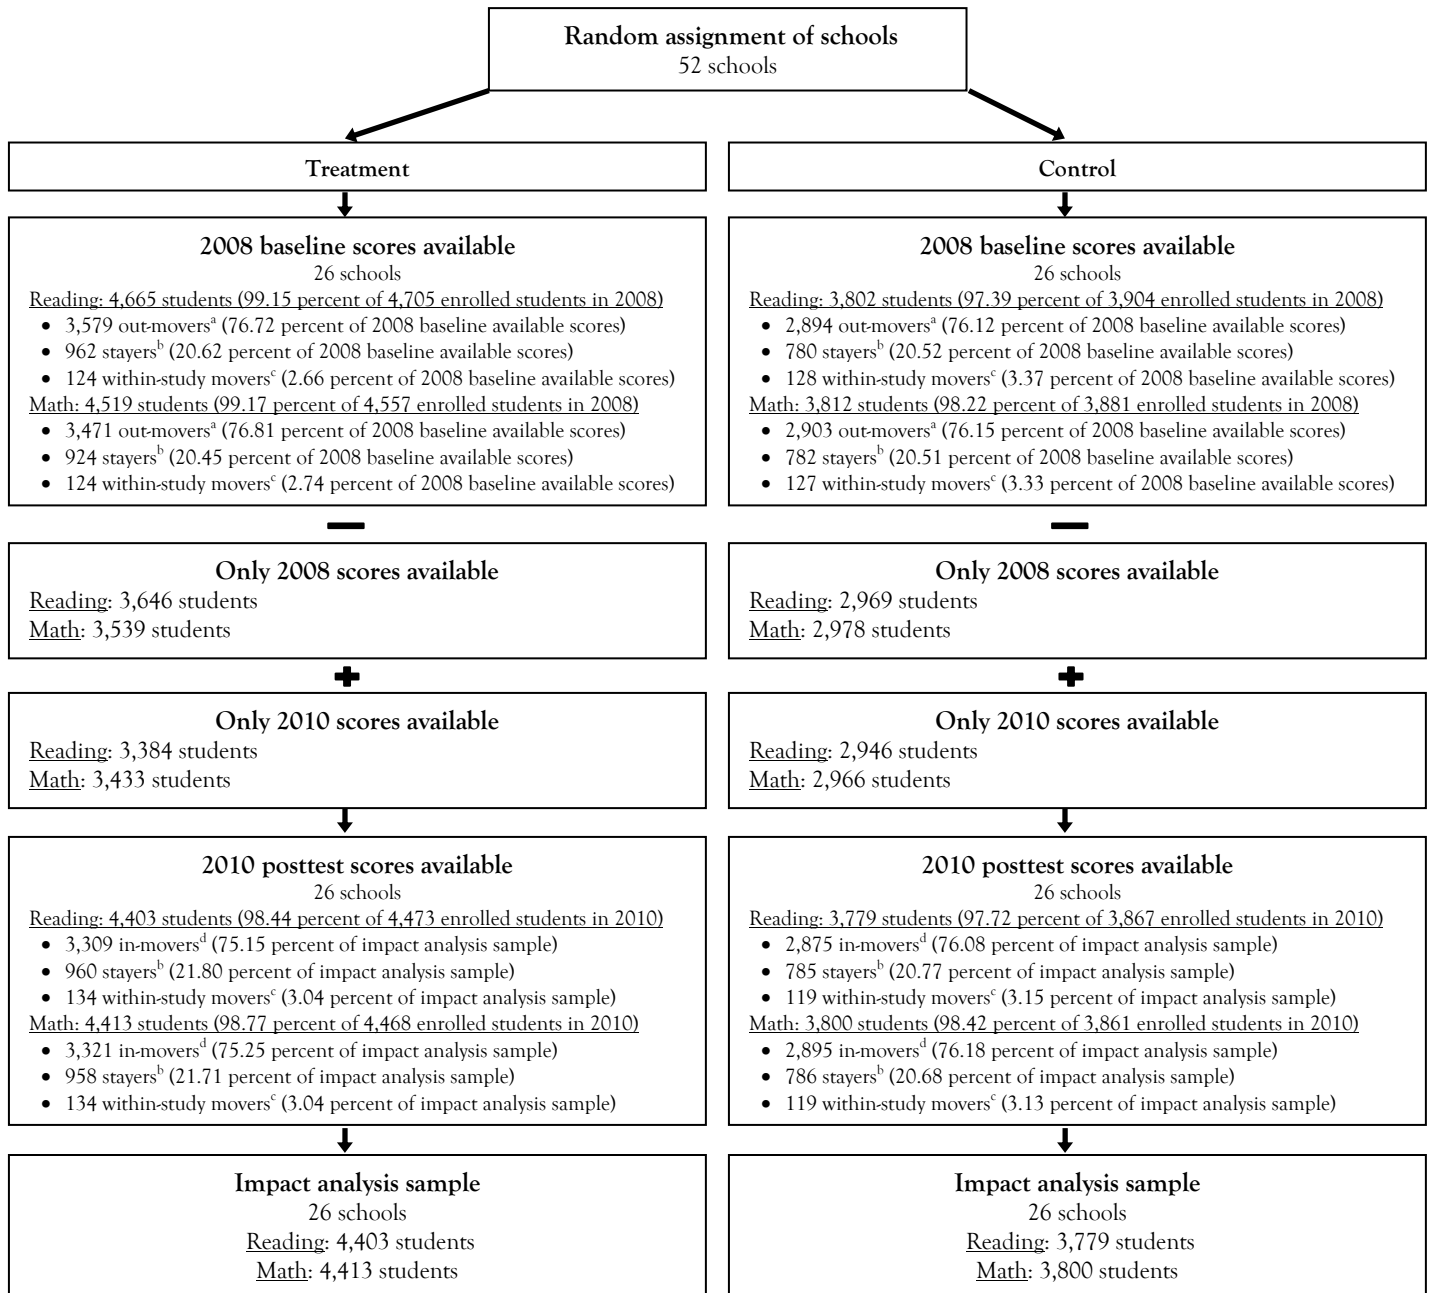 Random assignment of schools
52 schools
Treatment
2008 baseline scores available
26 schools
Reading: 4,665 students (99.15 percent of 4,705 enrolled students in 2008)
• 3,579 out-moversᵃ (76.72 percent of 2008 baseline available scores)
• 962 stayersᵇ (20.62 percent of 2008 baseline available scores)
• 124 within-study moversᶜ (2.66 percent of 2008 baseline available scores)
Math: 4,519 students (99.17 percent of 4,557 enrolled students in 2008)
• 3,471 out-moversᵃ (76.81 percent of 2008 baseline available scores)
• 924 stayersᵇ (20.45 percent of 2008 baseline available scores)
• 124 within-study moversᶜ (2.74 percent of 2008 baseline available scores)
Only 2008 scores available
Reading: 3,646 students
Math: 3,539 students
Only 2010 scores available
Reading: 3,384 students
Math: 3,433 students
2010 posttest scores available
26 schools
Reading: 4,403 students (98.44 percent of 4,473 enrolled students in 2010)
• 3,309 in-moversᵈ (75.15 percent of impact analysis sample)
• 960 stayersᵇ (21.80 percent of impact analysis sample)
• 134 within-study moversᶜ (3.04 percent of impact analysis sample)
Math: 4,413 students (98.77 percent of 4,468 enrolled students in 2010)
• 3,321 in-moversᵈ (75.25 percent of impact analysis sample)
• 958 stayersᵇ (21.71 percent of impact analysis sample)
• 134 within-study moversᶜ (3.04 percent of impact analysis sample)
Impact analysis sample
26 schools
Reading: 4,403 students
Math: 4,413 students
Control
2008 baseline scores available
26 schools
Reading: 3,802 students (97.39 percent of 3,904 enrolled students in 2008)
• 2,894 out-moversᵃ (76.12 percent of 2008 baseline available scores)
• 780 stayersᵇ (20.52 percent of 2008 baseline available scores)
• 128 within-study moversᶜ (3.37 percent of 2008 baseline available scores)
Math: 3,812 students (98.22 percent of 3,881 enrolled students in 2008)
• 2,903 out-moversᵃ (76.15 percent of 2008 baseline available scores)
• 782 stayersᵇ (20.51 percent of 2008 baseline available scores)
• 127 within-study moversᶜ (3.33 percent of 2008 baseline available scores)
Only 2008 scores available
Reading: 2,969 students
Math: 2,978 students
Only 2010 scores available
Reading: 2,946 students
Math: 2,966 students
2010 posttest scores available
26 schools
Reading: 3,779 students (97.72 percent of 3,867 enrolled students in 2010)
• 2,875 in-moversᵈ (76.08 percent of impact analysis sample)
• 785 stayersᵇ (20.77 percent of impact analysis sample)
• 119 within-study moversᶜ (3.15 percent of impact analysis sample)
Math: 3,800 students (98.42 percent of 3,861 enrolled students in 2010)
• 2,895 in-moversᵈ (76.18 percent of impact analysis sample)
• 786 stayersᵇ (20.68 percent of impact analysis sample)
• 119 within-study moversᶜ (3.13 percent of impact analysis sample)
Impact analysis sample
26 schools
Reading: 3,779 students
Math: 3,800 students